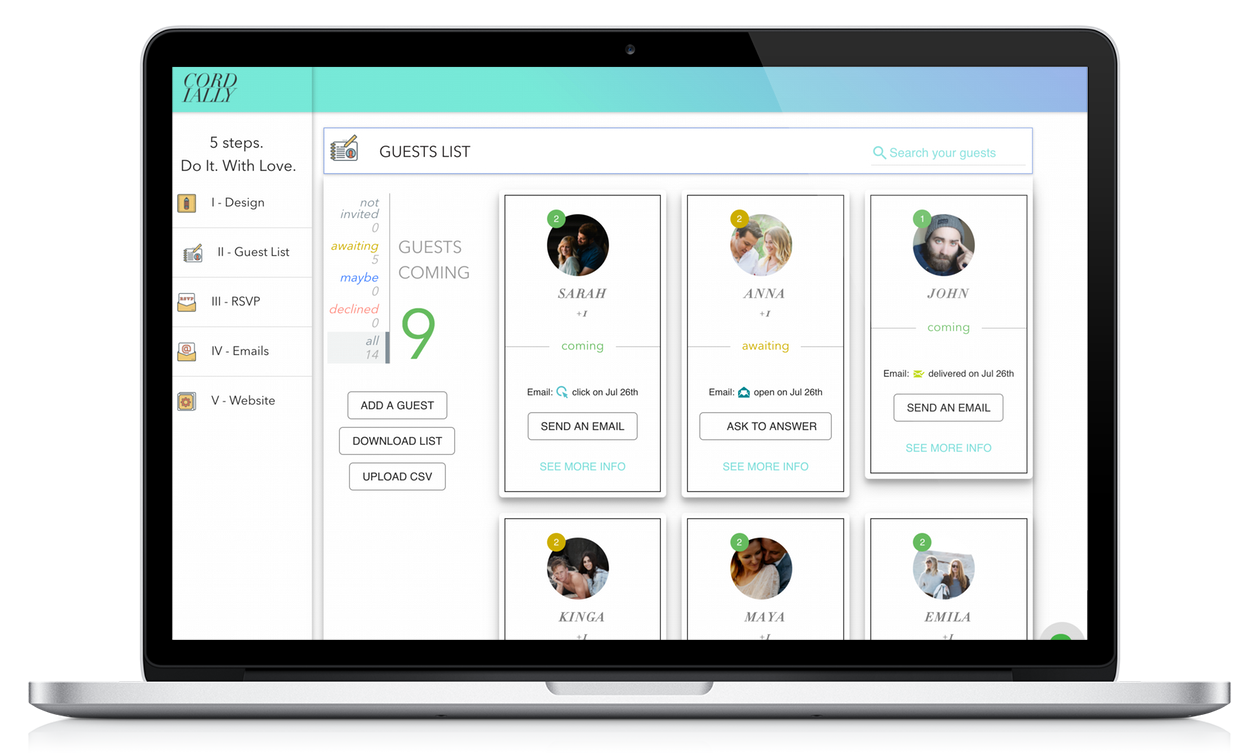 CORD
IALLY
5 steps.
Do It. With Love.
I - Design
II - Guest List
III - RSVP
IV - Emails
V - Website
GUESTS LIST
Search your guests
not
invited
0
awaiting
5
maybe
0
declined
0
all
14
GUESTS
COMING
9
ADD A GUEST
DOWNLOAD LIST
UPLOAD CSV
2
SARAH
+1
coming
Email: click on Jul 26th
SEND AN EMAIL
SEE MORE INFO
2
ANNA
+1
awaiting
Email: open on Jul 26th
ASK TO ANSWER
SEE MORE INFO
1
JOHN
coming
Email: delivered on Jul 26th
SEND AN EMAIL
SEE MORE INFO
2
KINGA
+1
2
MAYA
+1
2
EMILA
+1